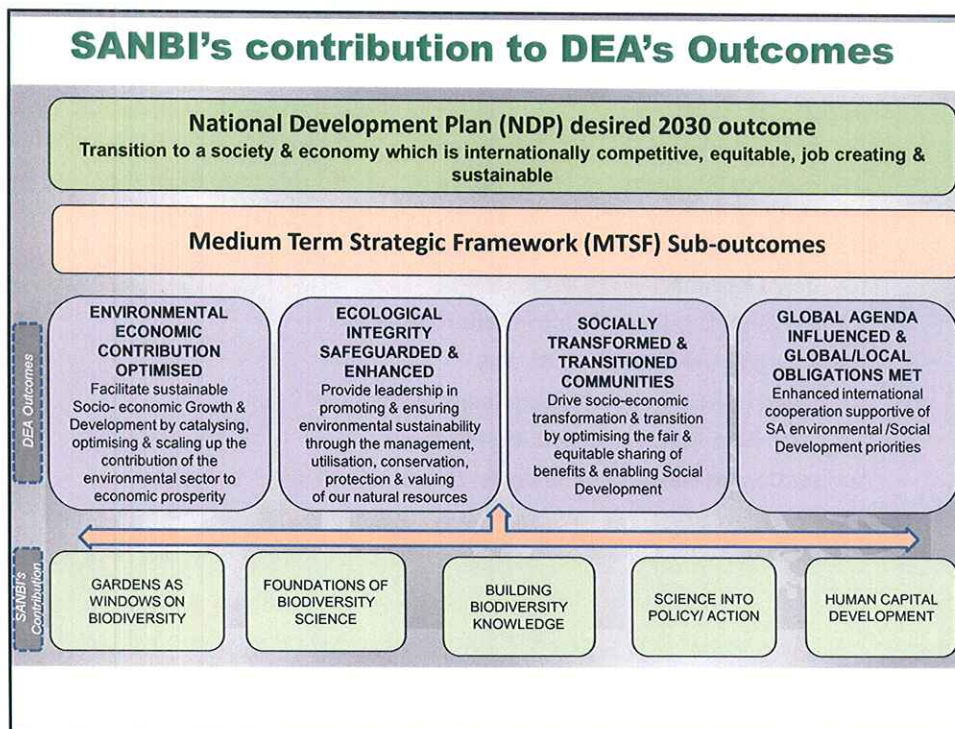 SANBI's contribution to DEA's Outcomes
National Development Plan (NDP) desired 2030 outcome
Transition to a society & economy which is internationally competitive, equitable, job creating &
sustainable
Medium Term Strategic Framework (MTSF) Sub-outcomes
DEA Outcomes
ENVIRONMENTAL
ECONOMIC
CONTRIBUTION
OPTIMISED
Facilitate sustainable
Socio- economic Growth &
Development by catalysing,
optimising & scaling up the
contribution of the
environmental sector to
economic prosperity
ECOLOGICAL
INTEGRITY
SAFEGUARDED &
ENHANCED
Provide leadership in
promoting & ensuring
environmental sustainability
through the management,
utilisation, conservation,
protection & valuing
of our natural resources
SOCIALLY
TRANSFORMED &
TRANSITIONED
COMMUNITIES
Drive socio-economic
transformation & transition
by optimising the fair &
equitable sharing of
benefits & enabling Social
Development
GLOBAL AGENDA
INFLUENCED &
GLOBAL/LOCAL
OBLIGATIONS MET
Enhanced international
cooperation supportive of
SA environmental /Social
Development priorities
SANBI's
Contribution
GARDENS AS
WINDOWS ON
BIODIVERSITY
FOUNDATIONS OF
BIODIVERSITY
SCIENCE
BUILDING
BIODIVERSITY
KNOWLEDGE
SCIENCE INTO
POLICY/ ACTION
HUMAN CAPITAL
DEVELOPMENT